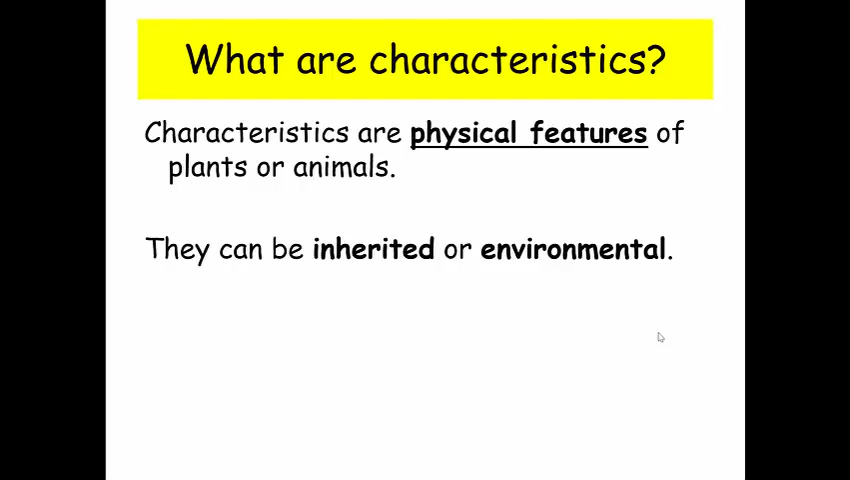 What are characteristics?
Characteristics are physical features of
plants or animals.
They can be inherited or environmental.